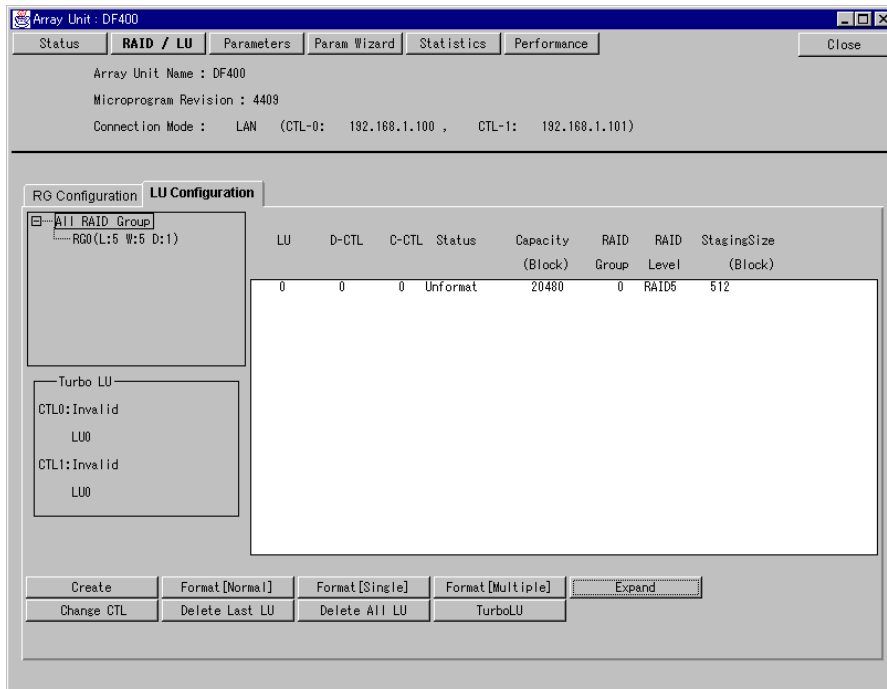 Array Unit : DF400
Status RAID / LU Parameters Param Wizard Statistics Performance Close
Array Unit Name : DF400
Microprogram Revision : 4409
Connection Mode : LAN (CTL-0: 192.168.1.100 , CTL-1: 192.168.1.101)
RG Configuration LU Configuration
All RAID Group
RG0(L:5 W:5 D:1)
LU D-CTL C-CTL Status Capacity RAID RAID StagingSize
(Block) Group Level (Block)
0 0 0 Unformat 20480 0 RAID5 512
Turbo LU
CTL0:Invalid
LU0
CTL1:Invalid
LU0
Create Format[Normal] Format[Single] Format[Multiple] Expand
Change CTL Delete Last LU Delete All LU TurboLU